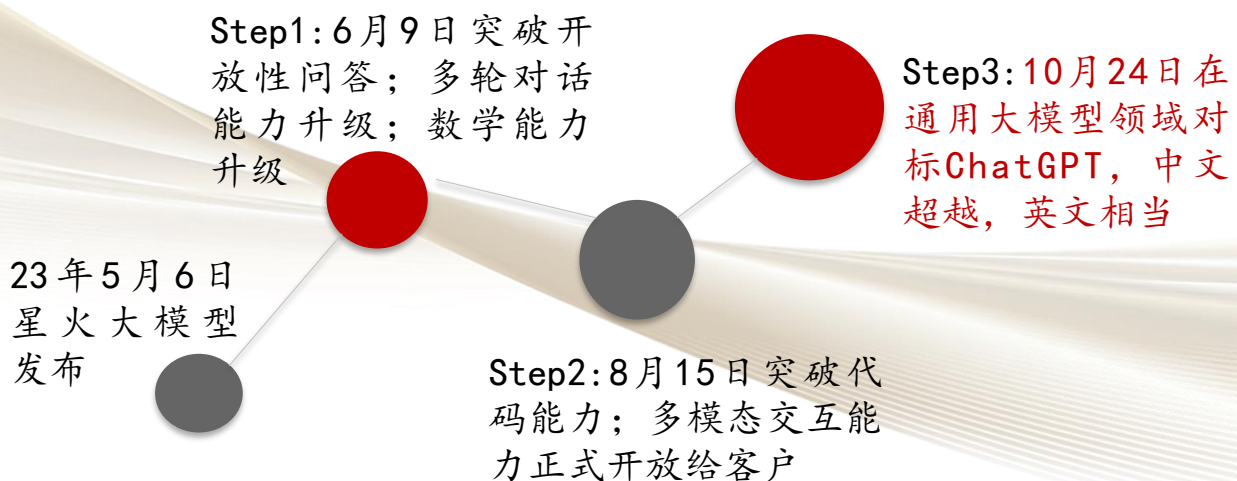 Step1:6月9日突破开
放性问答；多轮对话
能力升级；数学能力
升级
Step3:10月24日在
通用大模型领域对
标ChatGPT，中文
超越，英文相当
23年5月6日
星火大模型
发布
Step2:8月15日突破代
码能力；多模态交互能
力正式开放给客户